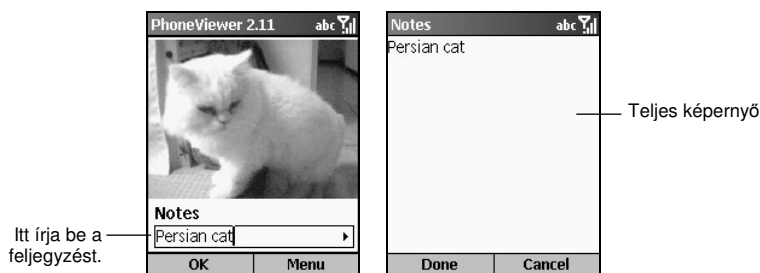 PhoneViewer 2.11 abc
Notes
Persian cat
OK Menu
Itt írja be a
feljegyzést.
Notes abc
Persian cat
Done Cancel
Teljes képernyő